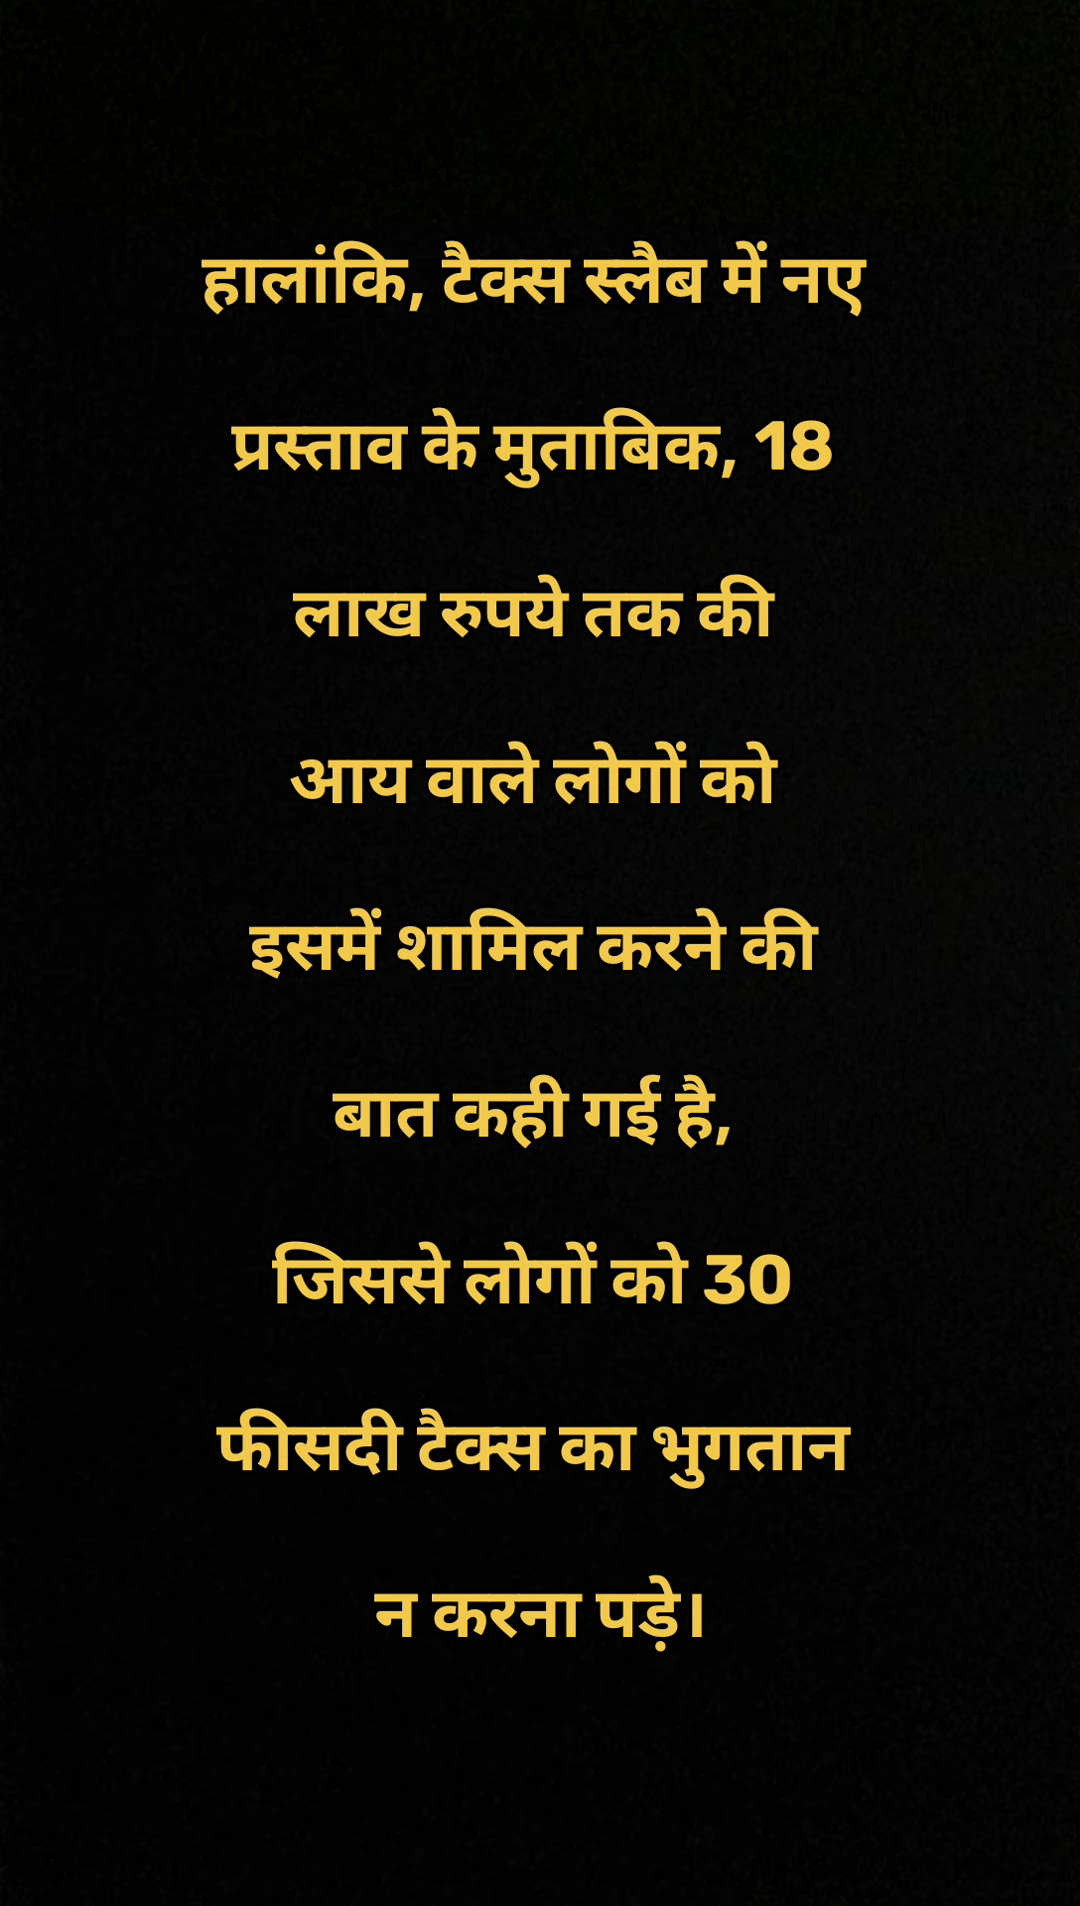 हालांकि, टैक्स स्लैब में नए
प्रस्ताव के मुताबिक, 18
लाख रुपये तक की
आय वाले लोगों को
इसमें शामिल करने की
बात कही गई है,
जिससे लोगों को 30
फीसदी टैक्स का भुगतान
न करना पड़े।